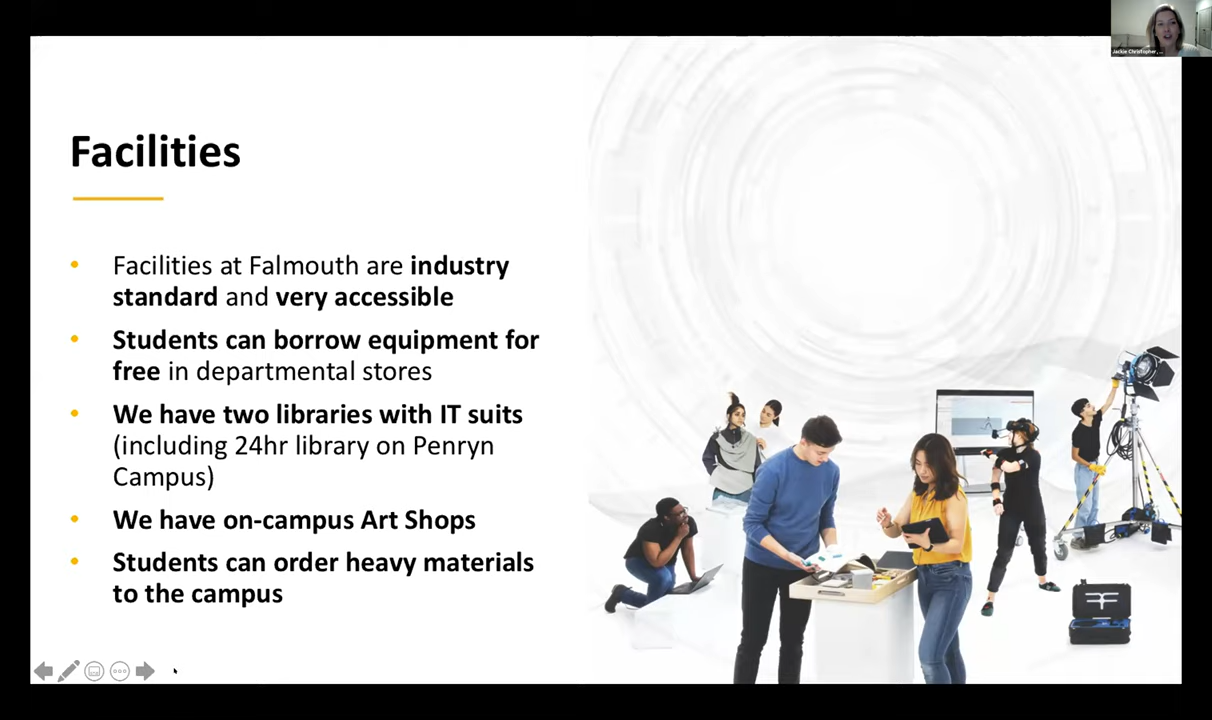 Jackie Christopher, ...
Facilities
• Facilities at Falmouth are industry
standard and very accessible
• Students can borrow equipment for
free in departmental stores
• We have two libraries with IT suits
(including 24hr library on Penryn
Campus)
• We have on-campus Art Shops
• Students can order heavy materials
to the campus